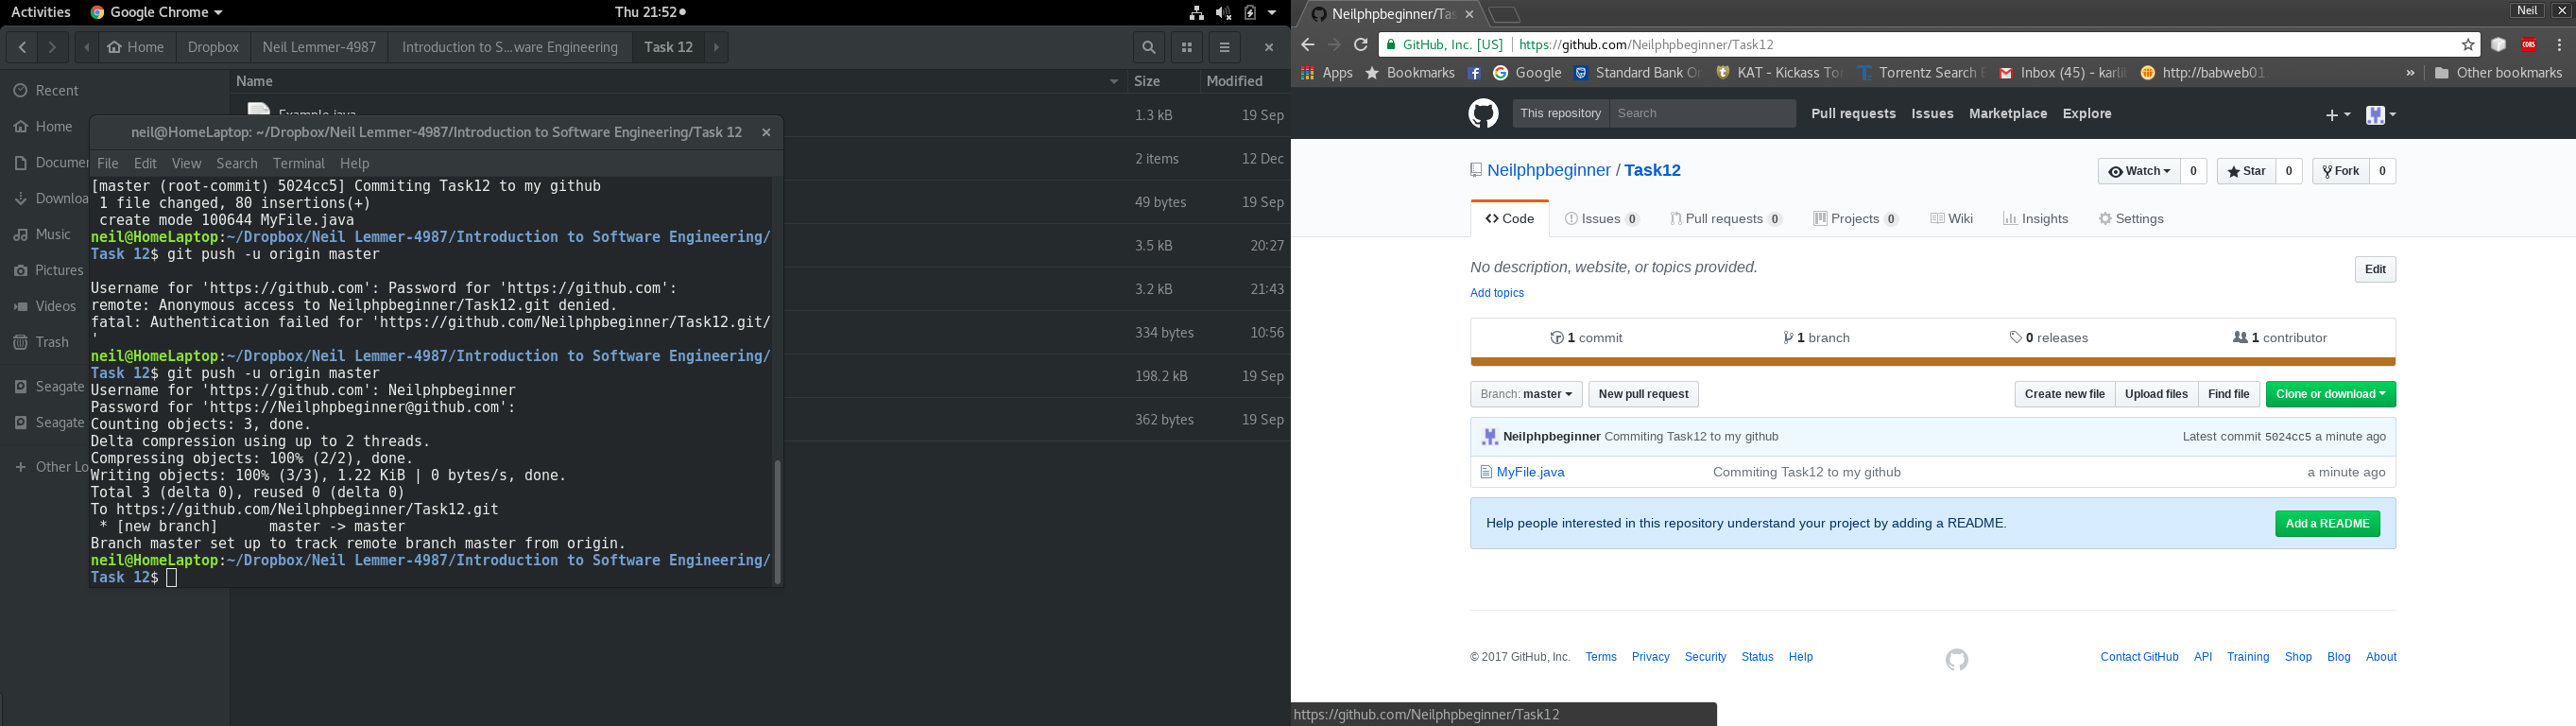 Activities
Google Chrome
Thu 21:52
Home
Dropbox
Neil Lemmer-4987
Introduction to S...ware Engineering
Task 12
Name
Size
Modified
Recent
Home
Documen
Downloa
Music
Pictures
Videos
Trash
Seagate
Seagate
Other Lo
Example.java
1.3 kB 19 Sep
2 items 12 Dec
49 bytes 19 Sep
3.5 kB 20:27
3.2 kB 21:43
334 bytes 10:56
198.2 kB 19 Sep
362 bytes 19 Sep
neil@HomeLaptop: ~/Dropbox/Neil Lemmer-4987/Introduction to Software Engineering/Task 12
File Edit View Search Terminal Help
[master (root-commit) 5024cc5] Commiting Task12 to my github
1 file changed, 80 insertions(+)
create mode 100644 MyFile.java
neil@HomeLaptop:~/Dropbox/Neil Lemmer-4987/Introduction to Software Engineering/
Task 12$ git push -u origin master
Username for 'https://github.com': Password for 'https://github.com':
remote: Anonymous access to Neilphpbeginner/Task12.git denied.
fatal: Authentication failed for 'https://github.com/Neilphpbeginner/Task12.git/
'
neil@HomeLaptop:~/Dropbox/Neil Lemmer-4987/Introduction to Software Engineering/
Task 12$ git push -u origin master
Username for 'https://github.com': Neilphpbeginner
Password for 'https://Neilphpbeginner@github.com':
Counting objects: 3, done.
Delta compression using up to 2 threads.
Compressing objects: 100% (2/2), done.
Writing objects: 100% (3/3), 1.22 KiB | 0 bytes/s, done.
Total 3 (delta 0), reused 0 (delta 0)
To https://github.com/Neilphpbeginner/Task12.git
* [new branch]      master -> master
Branch master set up to track remote branch master from origin.
neil@HomeLaptop:~/Dropbox/Neil Lemmer-4987/Introduction to Software Engineering/
Task 12$
Neilphpbeginner/Tas
Neil
GitHub, Inc. [US] https://github.com/Neilphpbeginner/Task12
CORS
Apps
Bookmarks
Google
Standard Bank On
KAT - Kickass Tor
Torrentz Search E
Inbox (45) - karli
http://babweb01
» Other bookmarks
This repository Search
Pull requests Issues Marketplace Explore
Neilphpbeginner / Task12
Watch 0
Star 0
Fork 0
Code
Issues 0
Pull requests 0
Projects 0
Wiki
Insights
Settings
No description, website, or topics provided.
Edit
Add topics
1 commit
1 branch
0 releases
1 contributor
Branch: master
New pull request
Create new file
Upload files
Find file
Clone or download
Neilphpbeginner Commiting Task12 to my github
Latest commit 5024cc5 a minute ago
MyFile.java
Commiting Task12 to my github
a minute ago
Help people interested in this repository understand your project by adding a README.
Add a README
© 2017 GitHub, Inc. Terms Privacy Security Status Help
Contact GitHub API Training Shop Blog About
https://github.com/Neilphpbeginner/Task12